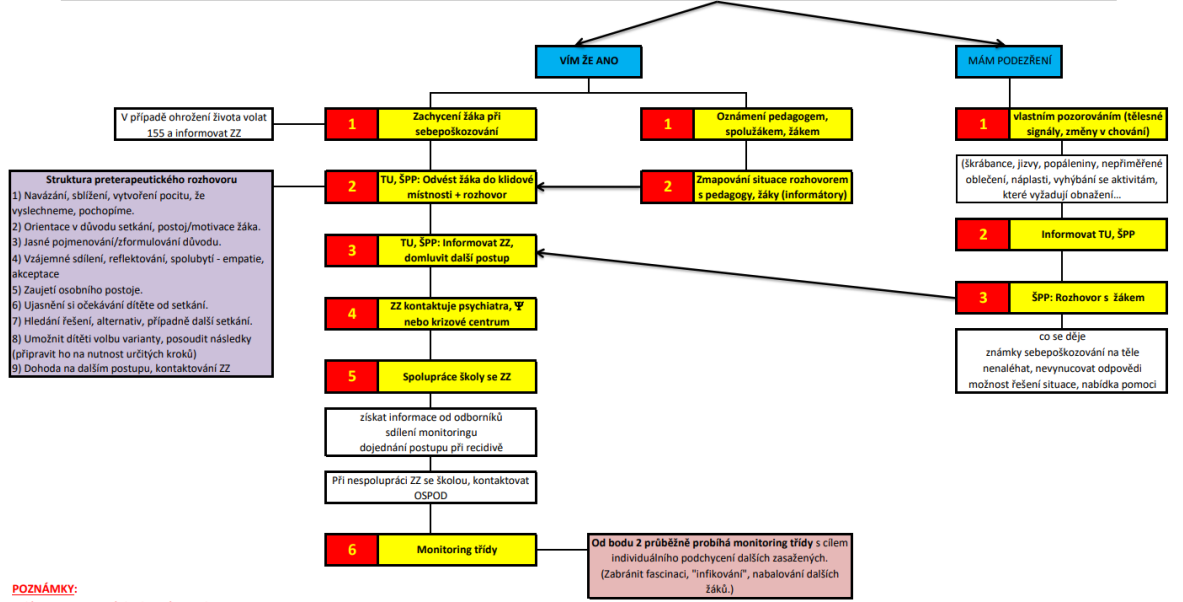 VÍM ŽE ANO
MÁM PODEZŘENÍ
V případě ohrožení života volat
155 a informovat ZZ
1
Zachycení žáka při
sebepoškozování
1
Oznámení pedagogem,
spolužákem, žákem
1
vlastním pozorováním (tělesné
signály, změny v chování)
(škrábance, jizvy, popáleniny, nepřiměřené
oblečení, náplasti, vyhýbání se aktivitám,
které vyžadují obnažení...
Struktura preterapeutického rozhovoru
1) Navázání, sblížení, vytvoření pocitu, že
vyslechneme, pochopíme.
2) Orientace v důvodu setkání, postoj/motivace žáka.
3) Jasné pojmenování/zformulování důvodu.
4) Vzájemné sdílení, reflektování, spolubytí - empatie,
akceptace
5) Zaujetí osobního postoje.
6) Ujasnění si očekávání dítěte od setkání.
7) Hledání řešení, alternativ, případně další setkání.
8) Umožnit dítěti volbu varianty, posoudit následky
(připravit ho na nutnost určitých kroků)
9) Dohoda na dalším postupu, kontaktování ZZ
2
TU, ŠPP: Odvést žáka do klidové
místnosti + rozhovor
2
Zmapování situace rozhovorem
s pedagogy, žáky (informátory)
2
Informovat TU, ŠPP
3
TU, ŠPP: Informovat ZZ,
domluvit další postup
3
ŠPP: Rozhovor s žákem
co se děje
známky sebepoškozování na těle
nenaléhat, nevynucovat odpovědi
možnost řešení situace, nabídka pomoci
4
ZZ kontaktuje psychiatra, Ψ
nebo krizové centrum
5
Spolupráce školy se ZZ
získat informace od odborníků
sdílení monitoringu
dojednání postupu při recidivě
Při nespolupráci ZZ se školou, kontaktovat
OSPOD
6
Monitoring třídy
Od bodu 2 průběžně probíhá monitoring třídy s cílem
individuálního podchycení dalších zasažených.
(Zabránit fascinaci, "infikování", nabalování dalších
žáků.)
POZNÁMKY: